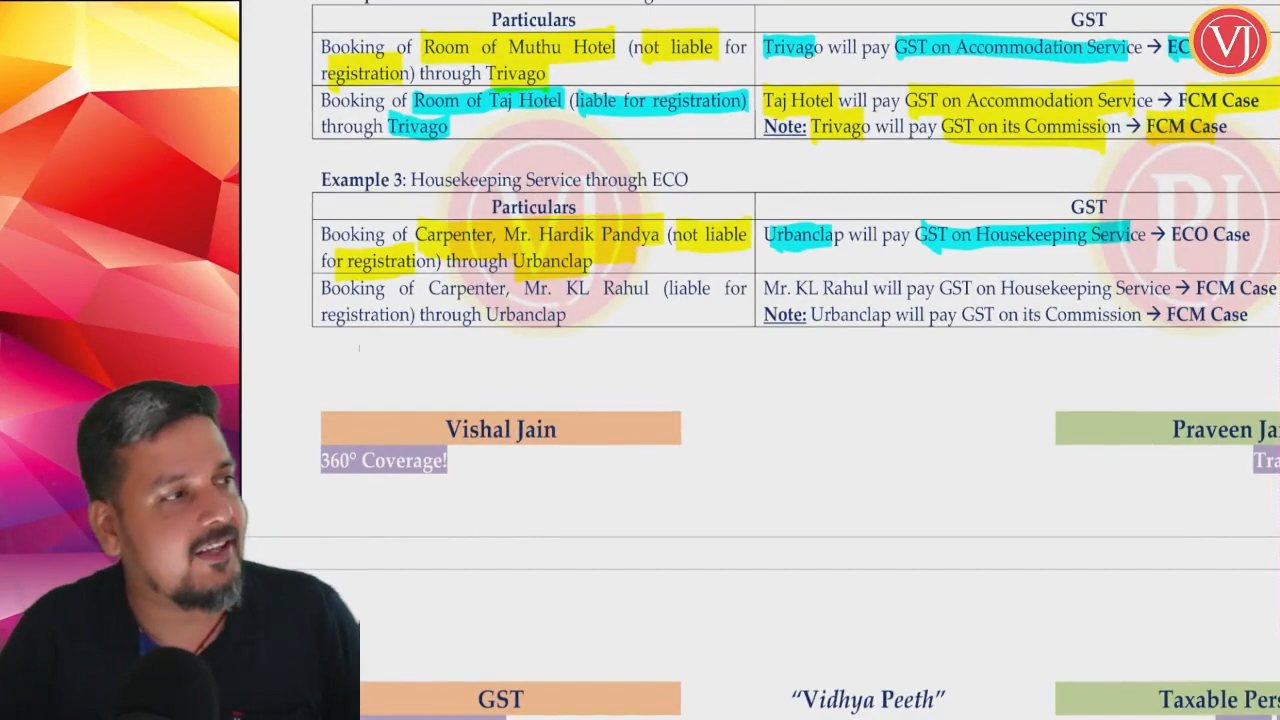 Particulars
GST
Booking of Room of Muthu Hotel (not liable for
registration) through Trivago
Trivago will pay GST on Accommodation Service → EC
VJ
Booking of Room of Taj Hotel (liable for registration)
through Trivago
Taj Hotel will pay GST on Accommodation Service → FCM Case
Note: Trivago will pay GST on its Commission → FCM Case
Example 3: Housekeeping Service through ECO
Particulars
GST
Booking of Carpenter, Mr. Hardik Pandya (not liable
for registration) through Urbanclap
Urbanclap will pay GST on Housekeeping Service → ECO Case
Booking of Carpenter, Mr. KL Rahul (liable for
registration) through Urbanclap
Mr. KL Rahul will pay GST on Housekeeping Service → FCM Case
Note: Urbanclap will pay GST on its Commission → FCM Case
Vishal Jain
Praveen Ja
360° Coverage!
Tra
GST
“Vidhya Peeth”
Taxable Pers